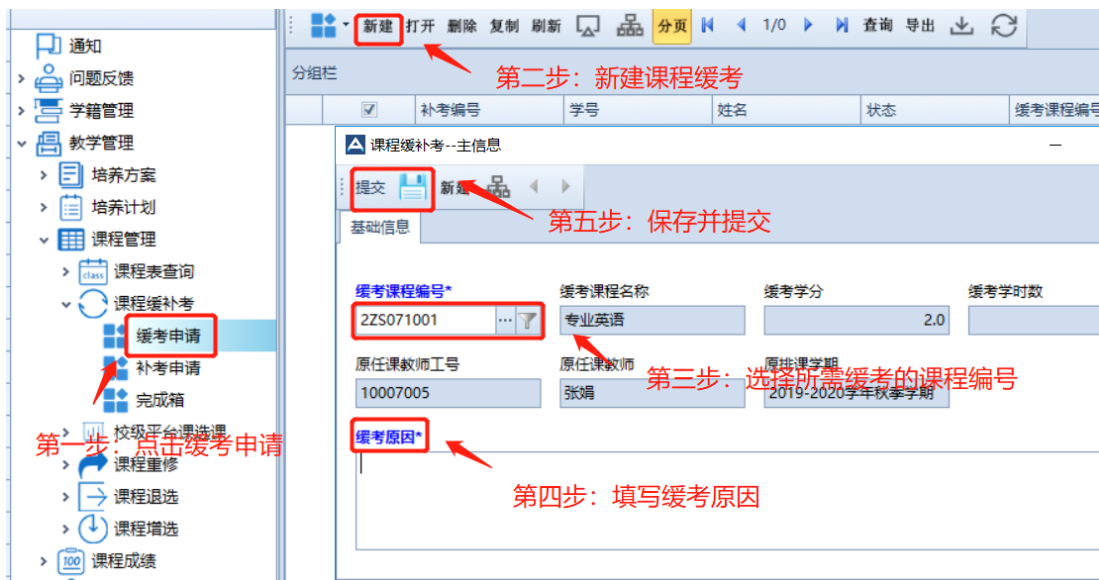 通知
问题反馈
学籍管理
教学管理
培养方案
培养计划
课程管理
class 课程表查询
课程缓补考
缓考申请
补考申请
完成箱
校级平台课选课
第一步：点击缓考申请
课程重修
课程退选
课程增选
100 课程成绩
新建 打开 删除 复制 刷新 分页 1/0 查询 导出
第二步：新建课程缓考
分组栏
补考编号 学号 姓名 状态 缓考课程编号
课程缓补考--主信息
提交 新建
第五步：保存并提交
基础信息
缓考课程编号* 缓考课程名称 缓考学分 缓考学时数
2ZS071001 ... 专业英语 2.0
原任课教师工号 原任课教师 原排课学期
第三步：选择所需缓考的课程编号
10007005 张娟 2019-2020学年秋季学期
缓考原因*
第四步：填写缓考原因